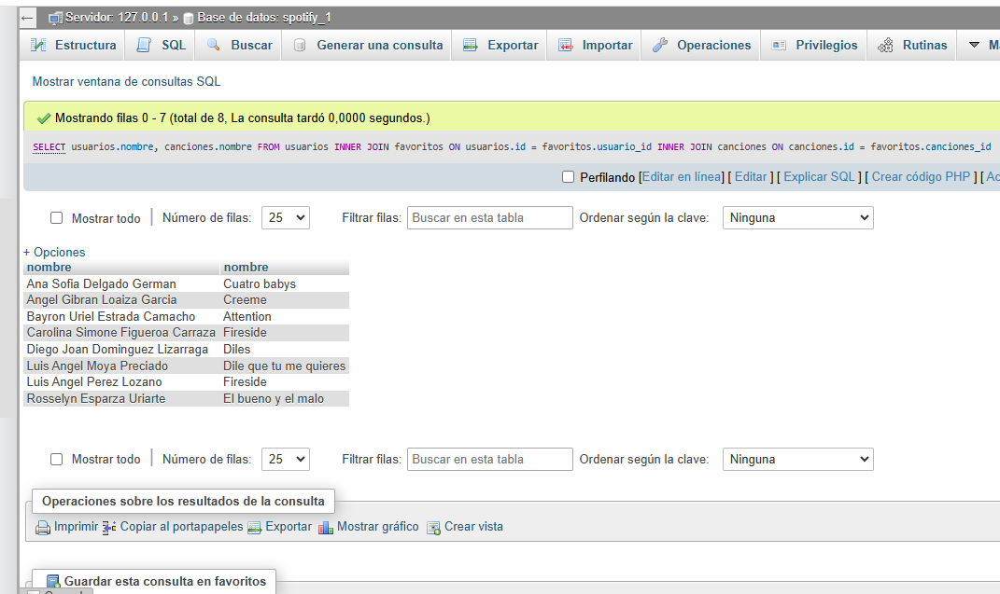 Servidor: 127.0.0.1 » Base de datos: spotify_1
Estructura SQL Buscar Generar una consulta Exportar Importar Operaciones Privilegios Rutinas M
Mostrar ventana de consultas SQL
Mostrando filas 0 - 7 (total de 8, La consulta tardó 0,0000 segundos.)
SELECT usuarios.nombre, canciones.nombre FROM usuarios INNER JOIN favoritos ON usuarios.id = favoritos.usuario_id INNER JOIN canciones ON canciones.id = favoritos.canciones_id
Perfilando [Editar en línea] [ Editar ] [ Explicar SQL ] [ Crear código PHP ] [ Ac
Mostrar todo | Número de filas: 25 Filtrar filas: Buscar en esta tabla Ordenar según la clave: Ninguna
+ Opciones
nombre nombre
Ana Sofia Delgado German Cuatro babys
Angel Gibran Loaiza Garcia Creeme
Bayron Uriel Estrada Camacho Attention
Carolina Simone Figueroa Carraza Fireside
Diego Joan Dominguez Lizarraga Diles
Luis Angel Moya Preciado Dile que tu me quieres
Luis Angel Perez Lozano Fireside
Rosselyn Esparza Uriarte El bueno y el malo
Mostrar todo | Número de filas: 25 Filtrar filas: Buscar en esta tabla Ordenar según la clave: Ninguna
Operaciones sobre los resultados de la consulta
Imprimir Copiar al portapapeles Exportar Mostrar gráfico Crear vista
Guardar esta consulta en favoritos